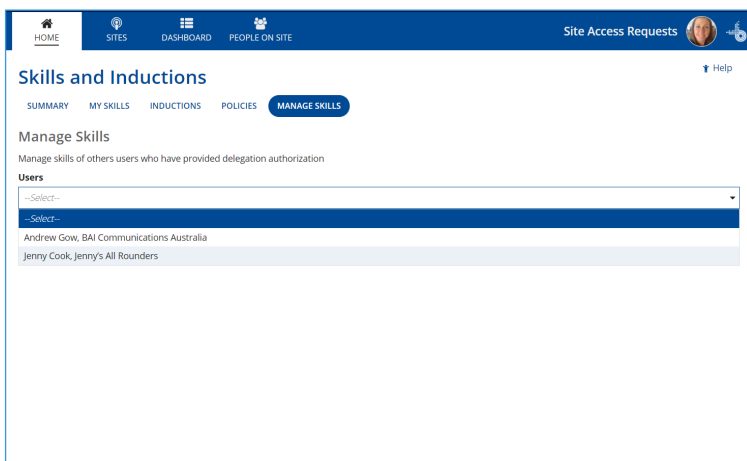 HOME SITES DASHBOARD PEOPLE ON SITE Site Access Requests
Help
Skills and Inductions
SUMMARY MY SKILLS INDUCTIONS POLICIES MANAGE SKILLS
Manage Skills
Manage skills of others users who have provided delegation authorization
Users
--Select--
--Select--
Andrew Gow, BAI Communications Australia
Jenny Cook, Jenny's All Rounders